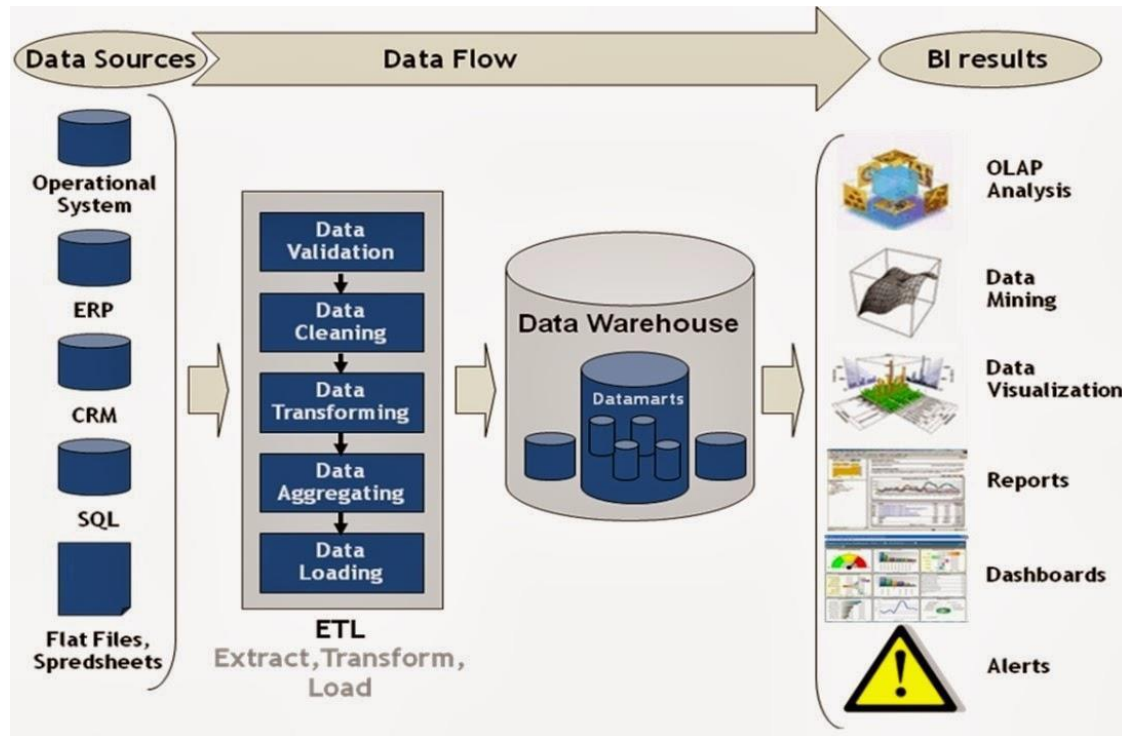 Data Sources
Data Flow
BI results
Operational
System
ERP
CRM
SQL
Flat Files,
Spredsheets
Data
Validation
Data
Cleaning
Data
Transforming
Data
Aggregating
Data
Loading
ETL
Extract,Transform,
Load
Data Warehouse
Datamarts
OLAP
Analysis
Data
Mining
Data
Visualization
Reports
Dashboards
Alerts